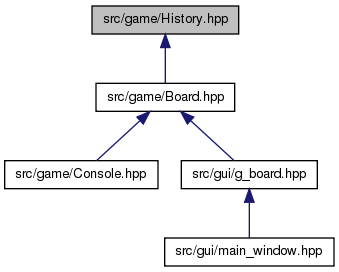 src/game/History.hpp
src/game/Board.hpp
src/game/Console.hpp
src/gui/g_board.hpp
src/gui/main_window.hpp